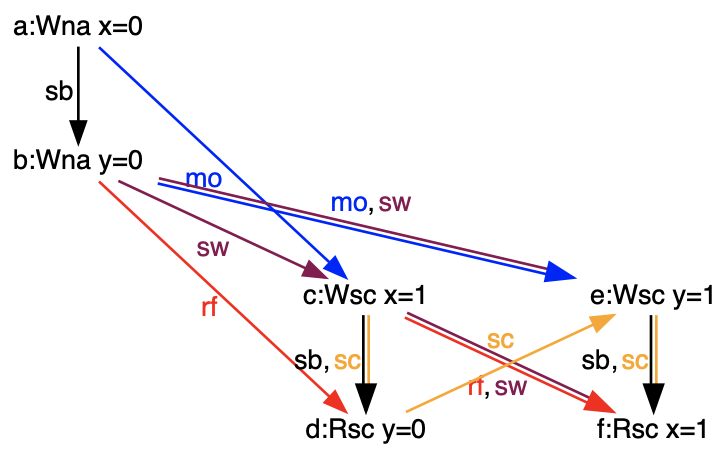 a:Wna x=0
sb
b:Wna y=0
mo
mo,sw
sw
c:Wsc x=1
e:Wsc y=1
rf
sc
sb,sc
sb,sc
rf,sw
d:Rsc y=0
f:Rsc x=1